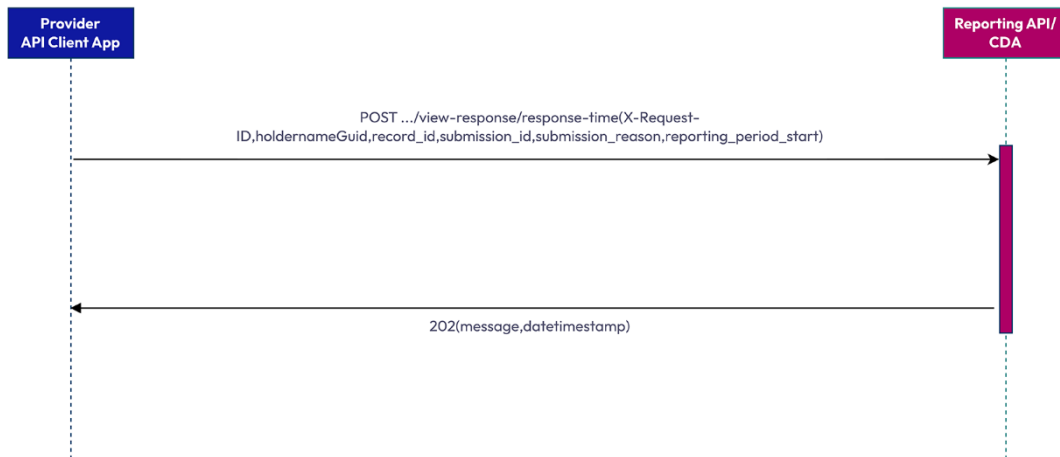 Provider
API Client App
Reporting API/
CDA
POST .../view-response/response-time(X-Request-
ID,holdernameGuid,record_id,submission_id,submission_reason,reporting_period_start)
202(message,datetimestamp)